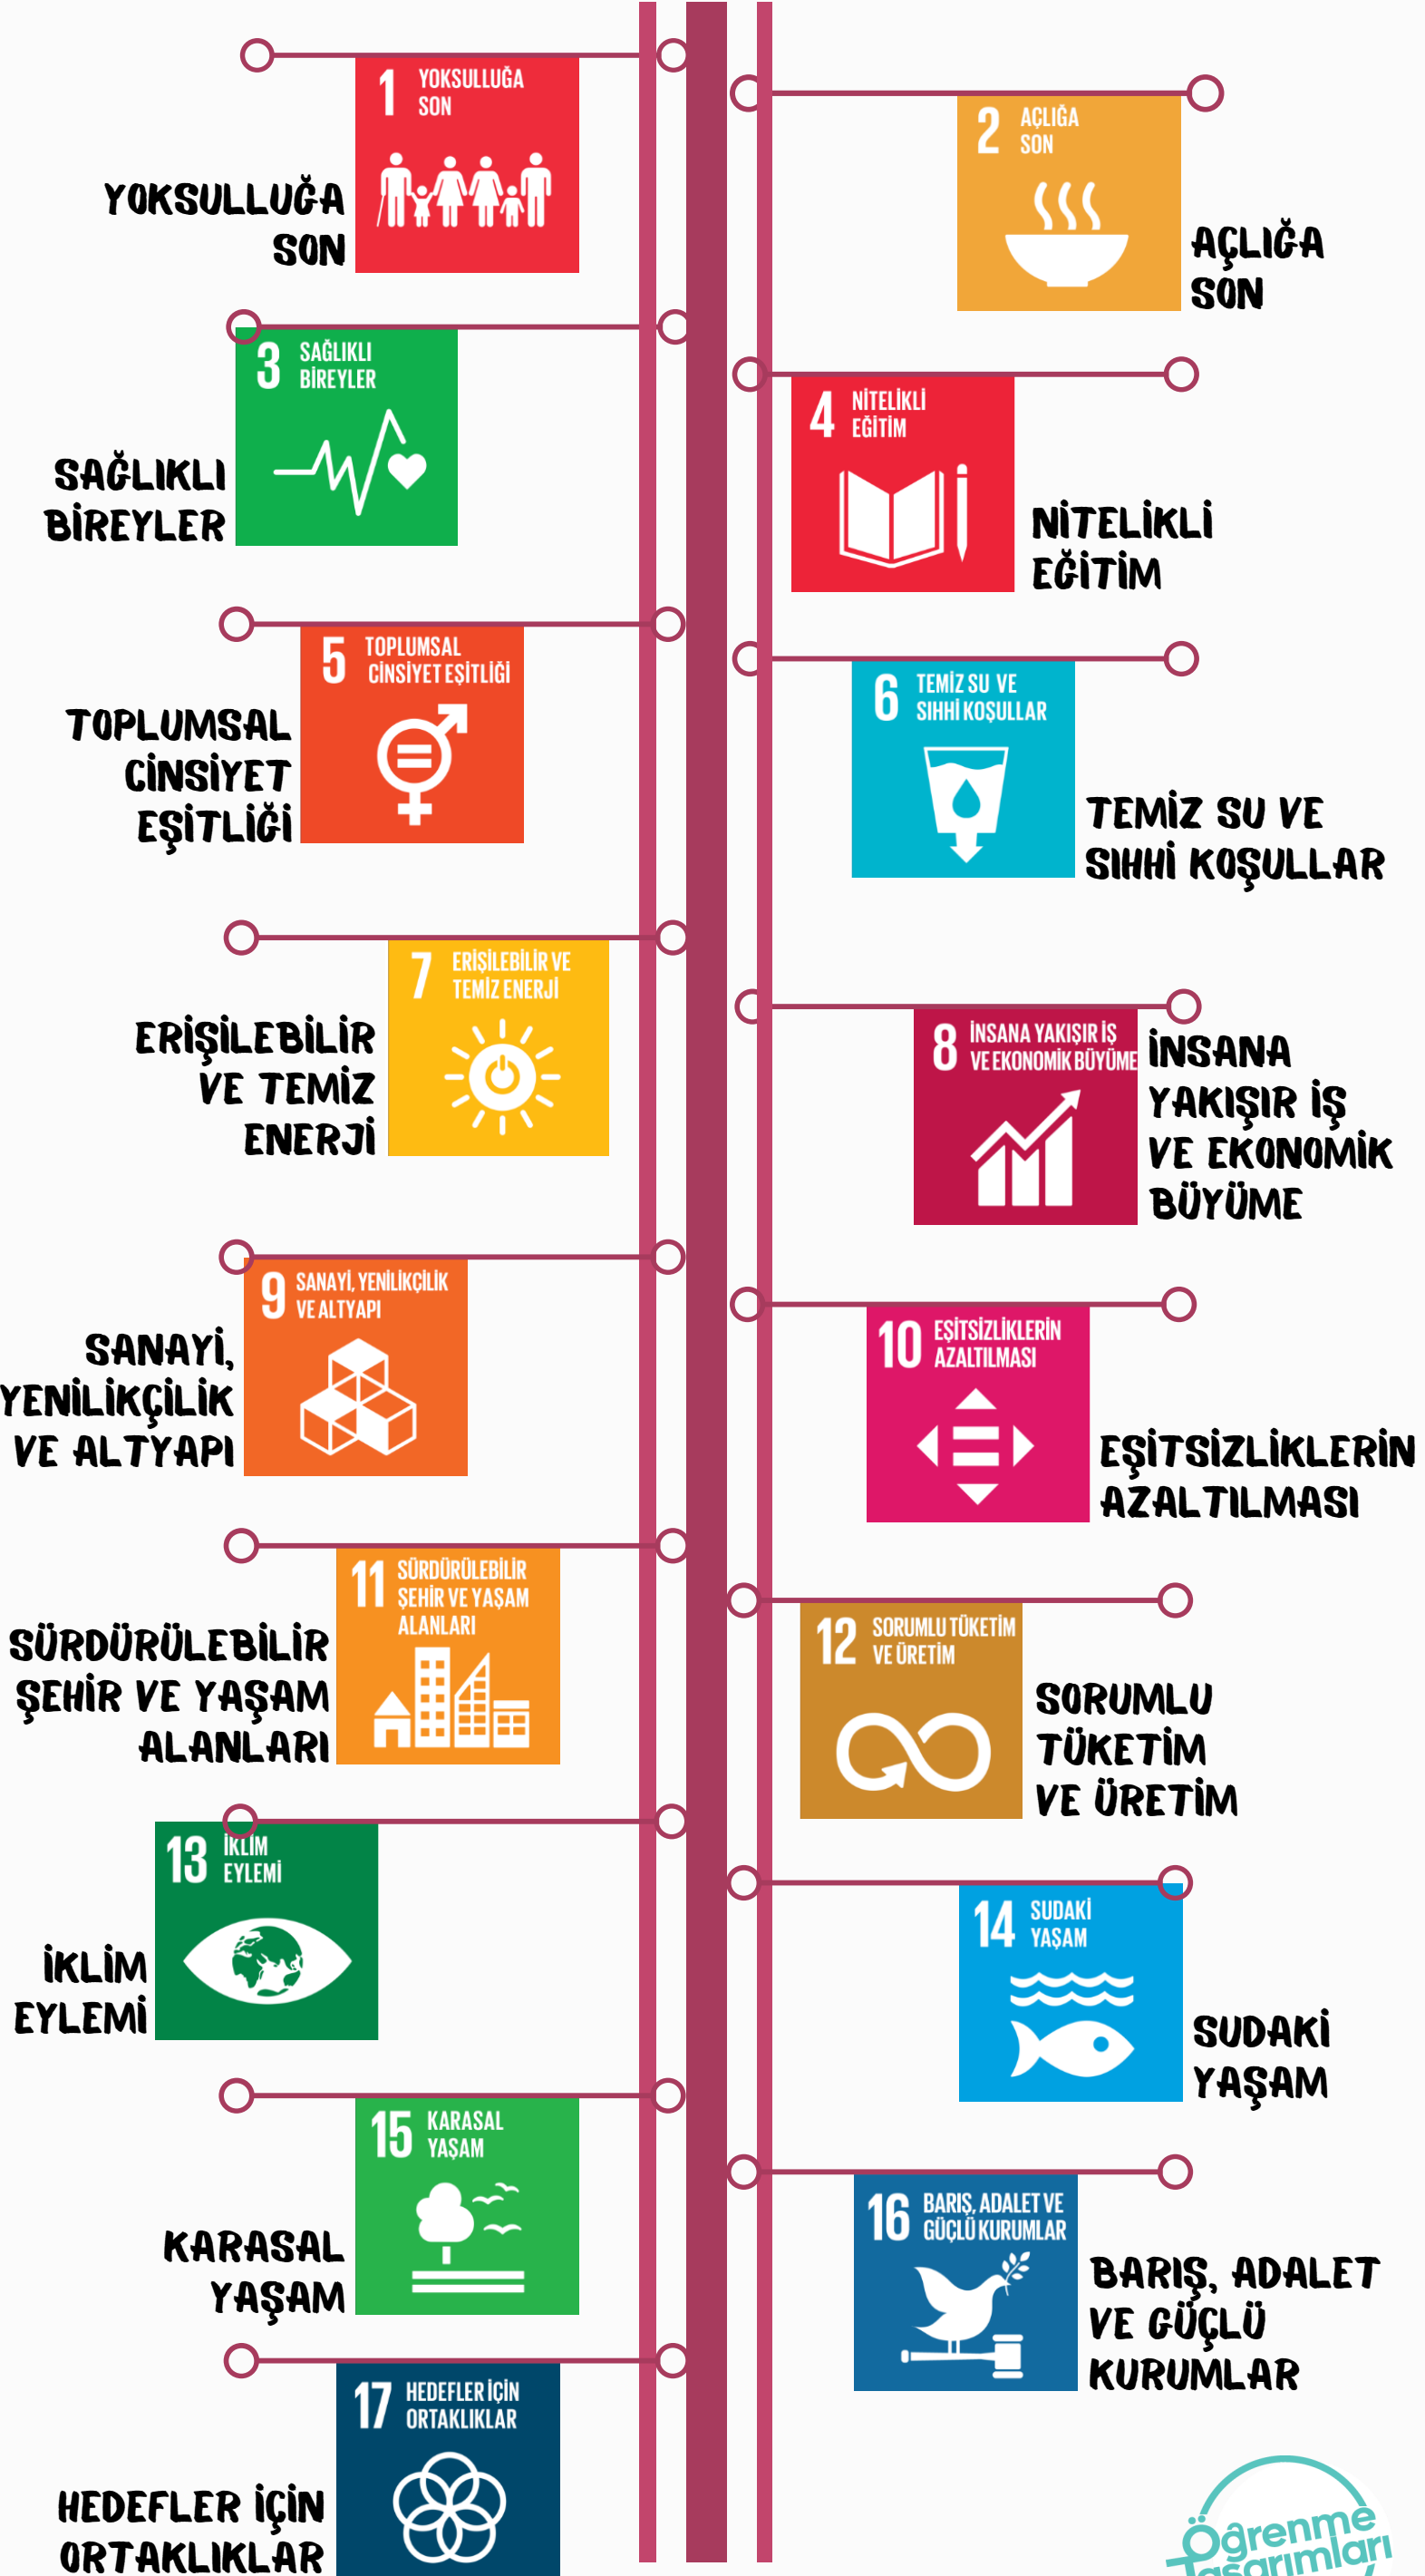 1 YOKSULLUĞA
SON
YOKSULLUĞA
SON
2 AÇLIĞA
SON
AÇLIĞA
SON
3 SAĞLIKLI
BİREYLER
SAĞLIKLI
BİREYLER
4 NİTELİKLİ
EĞİTİM
NİTELİKLİ
EĞİTİM
5 TOPLUMSAL
CİNSİYET EŞİTLİĞİ
TOPLUMSAL
CİNSİYET
EŞİTLİĞİ
6 TEMİZ SU VE
SIHHİ KOŞULLAR
TEMİZ SU VE
SIHHİ KOŞULLAR
7 ERİŞİLEBİLİR VE
TEMİZ ENERJİ
ERİŞİLEBİLİR
VE TEMİZ
ENERJİ
8 İNSANA YAKIŞIR İŞ
VE EKONOMİK BÜYÜME
İNSANA
YAKIŞIR İŞ
VE EKONOMİK
BÜYÜME
9 SANAYİ, YENİLİKÇİLİK
VE ALTYAPI
SANAYİ,
YENİLİKÇİLİK
VE ALTYAPI
10 EŞİTSİZLİKLERİN
AZALTILMASI
EŞİTSİZLİKLERİN
AZALTILMASI
11 SÜRDÜRÜLEBİLİR
ŞEHİR VE YAŞAM
ALANLARI
SÜRDÜRÜLEBİLİR
ŞEHİR VE YAŞAM
ALANLARI
12 SORUMLU TÜKETİM
VE ÜRETİM
SORUMLU
TÜKETİM
VE ÜRETİM
13 İKLİM
EYLEMİ
İKLİM
EYLEMİ
14 SUDAKİ
YAŞAM
SUDAKİ
YAŞAM
15 KARASAL
YAŞAM
KARASAL
YAŞAM
16 BARIŞ, ADALET VE
GÜÇLÜ KURUMLAR
BARIŞ, ADALET
VE GÜÇLÜ
KURUMLAR
17 HEDEFLER İÇİN
ORTAKLIKLAR
HEDEFLER İÇİN
ORTAKLIKLAR
Öğrenme
Tasarımları